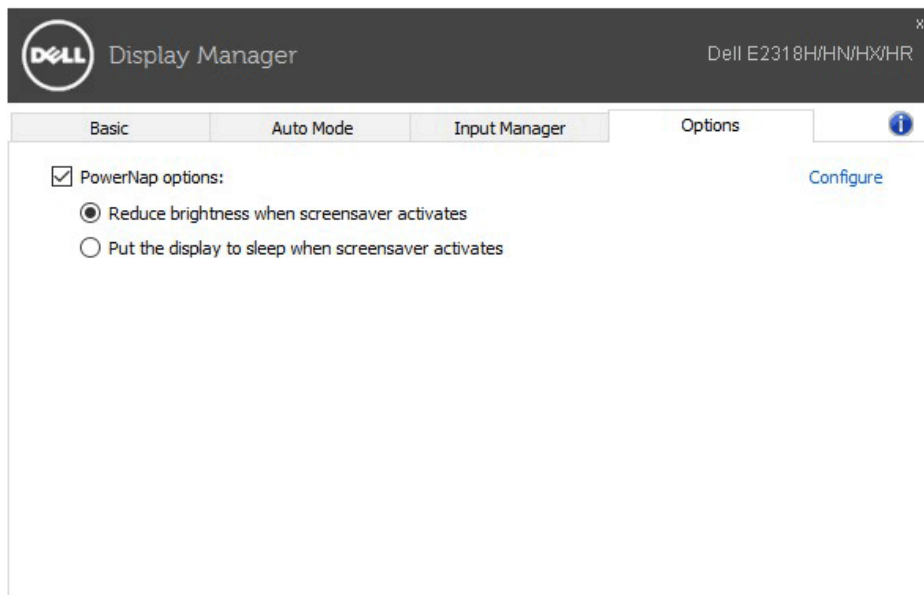 x
DELL Display Manager Dell E2318H/HN/HX/HR
Basic Auto Mode Input Manager Options i
PowerNap options: Configure
Reduce brightness when screensaver activates
Put the display to sleep when screensaver activates